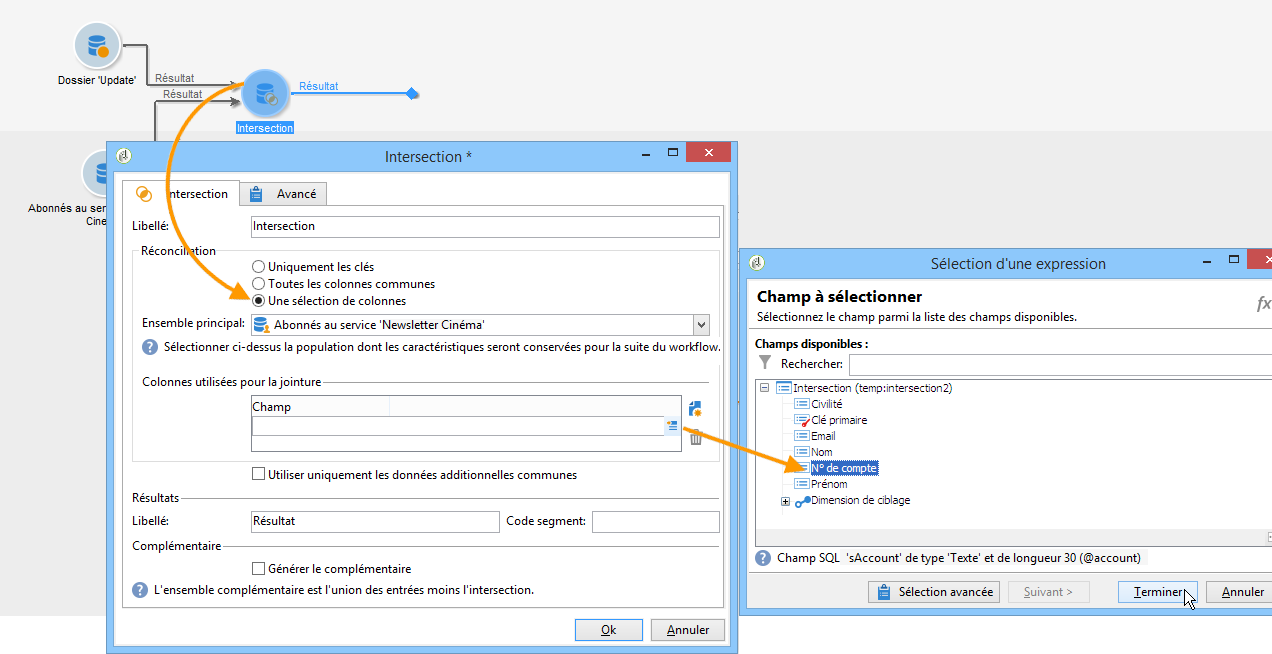 Dossier 'Update'
Résultat
Résultat
Résultat
Intersection
Abonnés au ser
Cine
Intersection *
ntersection
Avancé
Libellé:
Intersection
Réconciliation
Uniquement les clés
Toutes les colonnes communes
Une sélection de colonnes
Ensemble principal:
Abonnés au service 'Newsletter Cinéma'
Sélectionner ci-dessus la population dont les caractéristiques seront conservées pour la suite du workflow.
Colonnes utilisées pour la jointure
Champ
Utiliser uniquement les données additionnelles communes
Résultats
Libellé:
Résultat
Code segment:
Complémentaire
Générer le complémentaire
L'ensemble complémentaire est l'union des entrées moins l'intersection.
Ok
Annuler
Sélection d'une expression
Champ à sélectionner
fx
Sélectionnez le champ parmi la liste des champs disponibles.
Champs disponibles :
Rechercher:
Intersection (temp:intersection2)
Civilité
Clé primaire
Email
Nom
N° de compte
Prénom
Dimension de ciblage
Champ SQL 'sAccount' de type 'Texte' et de longueur 30 (@account)
Sélection avancée
Suivant >
Terminer
Annuler